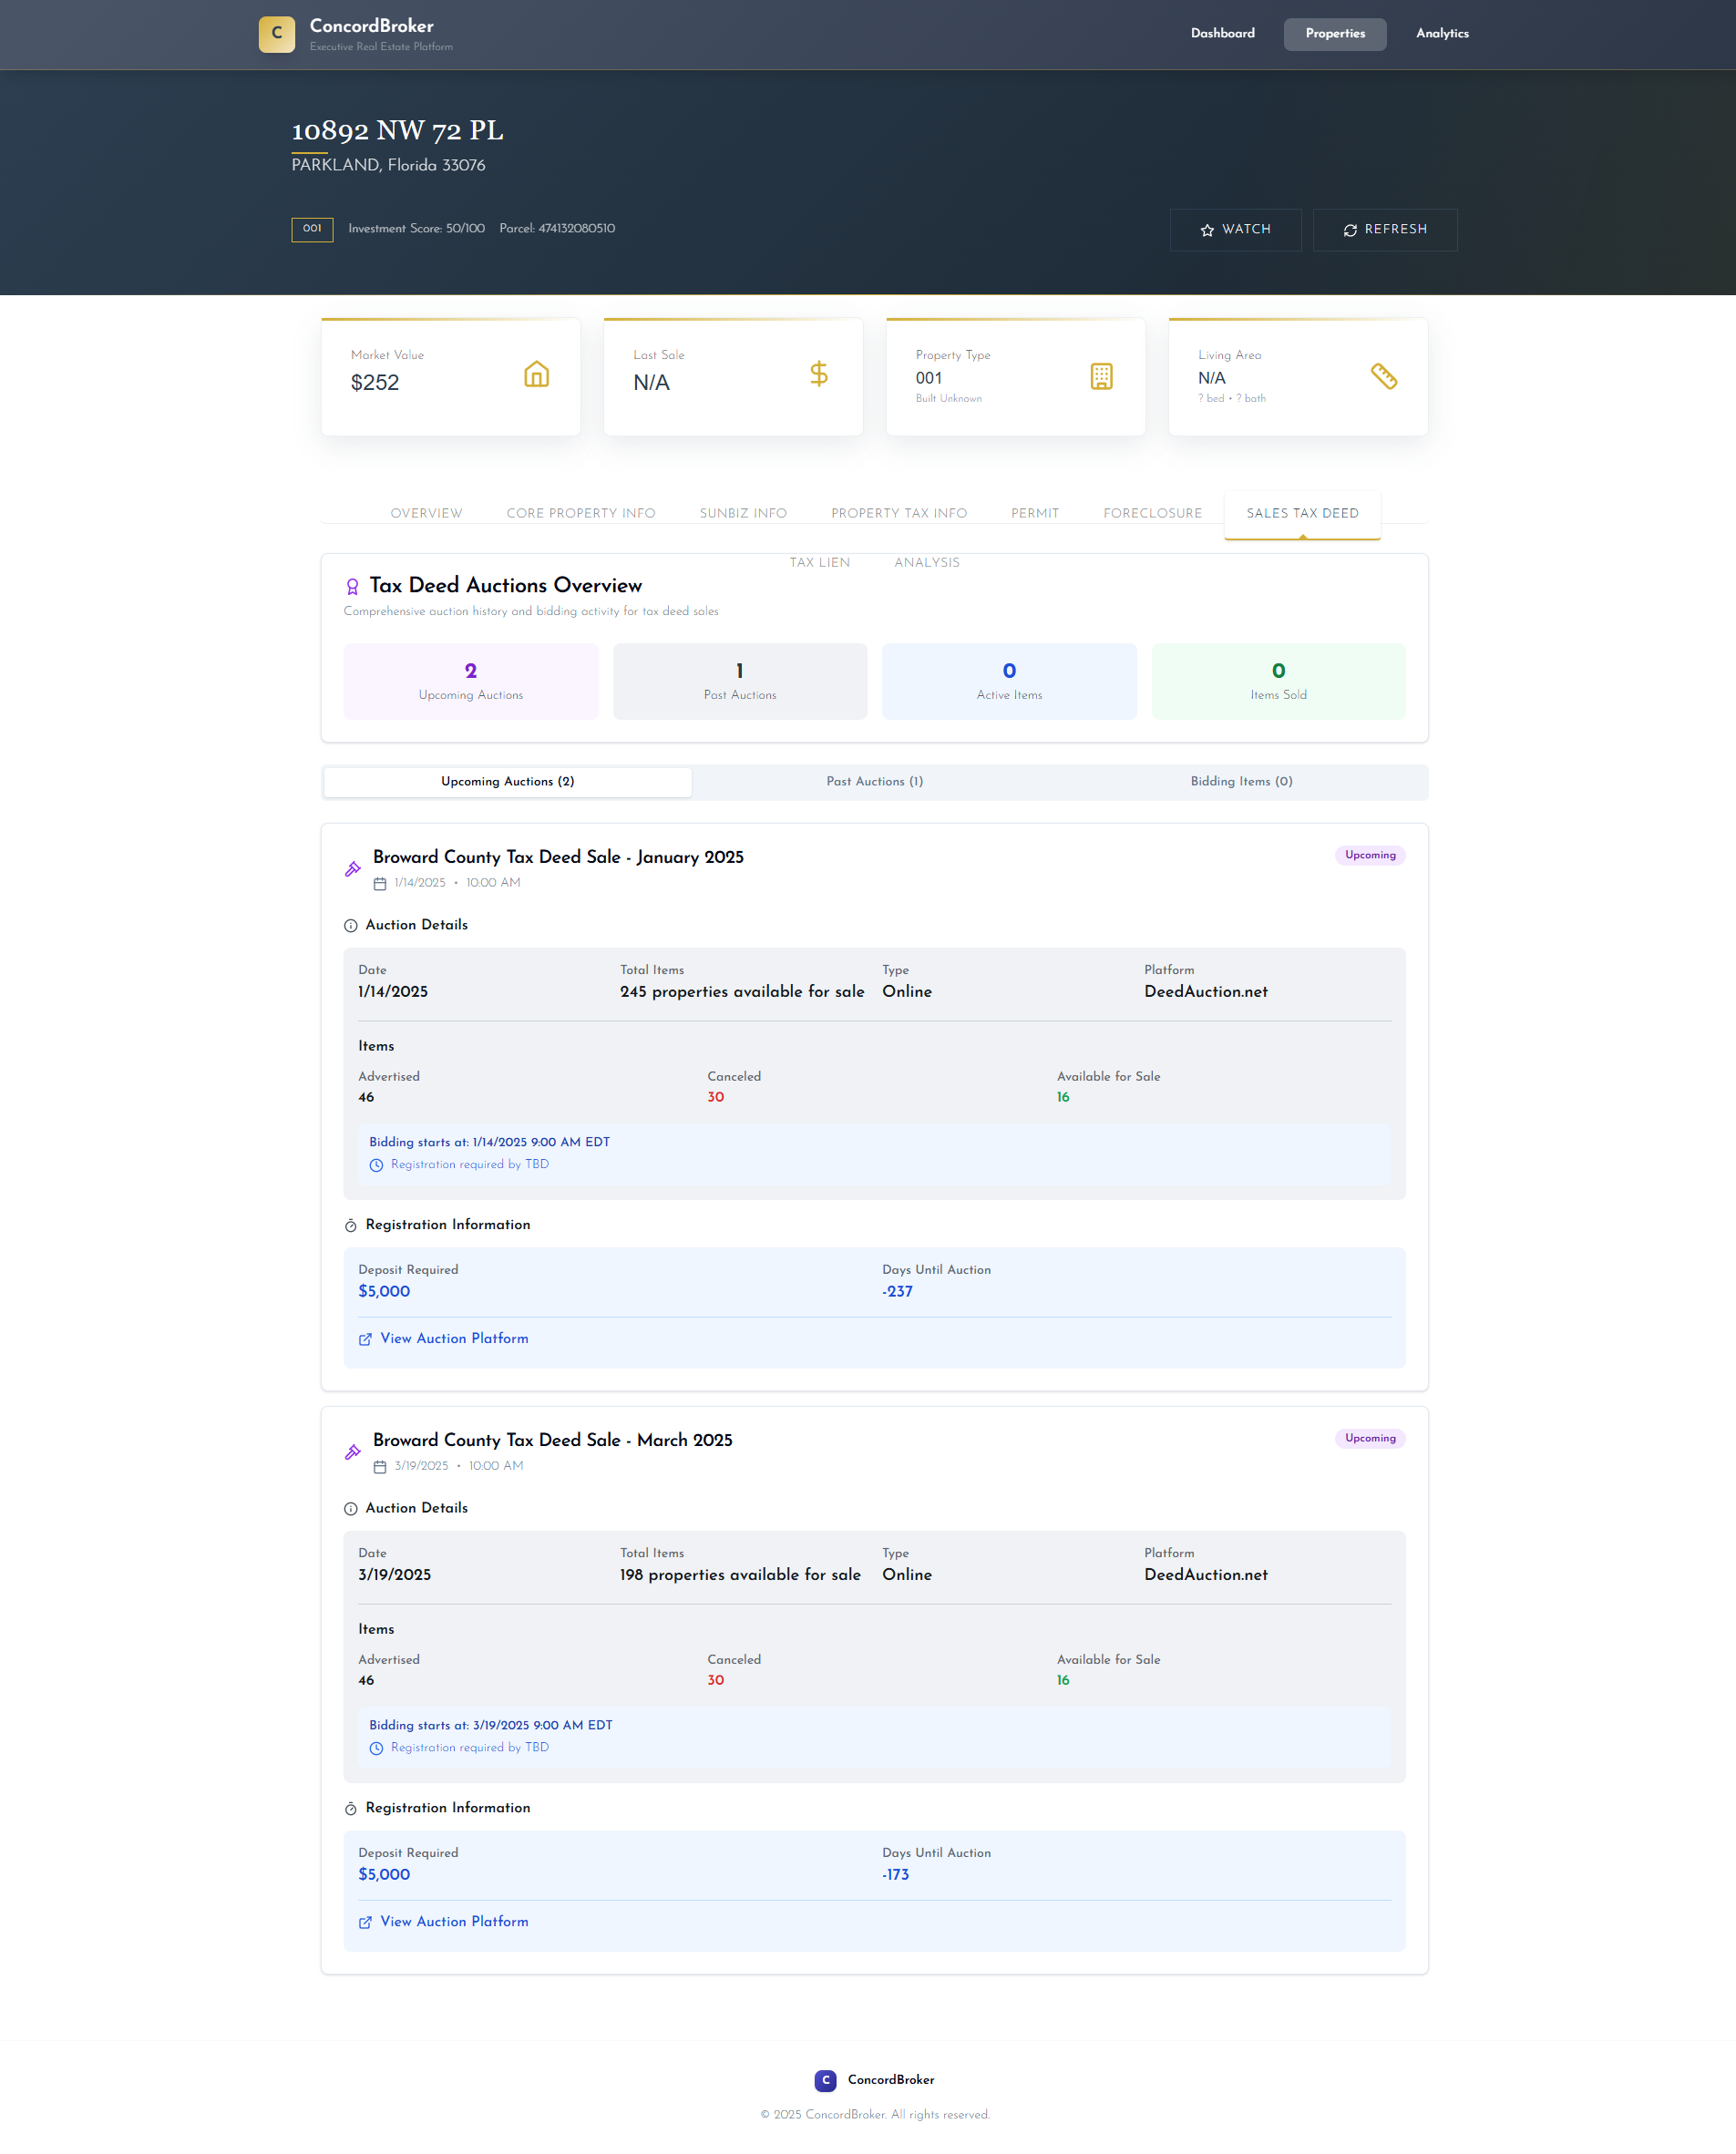 C
ConcordBroker
Executive Real Estate Platform
Dashboard
Properties
Analytics
10892 NW 72 PL
PARKLAND, Florida 33076
001
Investment Score: 50/100
Parcel: 474132080510
WATCH
REFRESH
Market Value
$252
Last Sale
N/A
Property Type
001
Built Unknown
Living Area
N/A
? bed • ? bath
OVERVIEW
CORE PROPERTY INFO
SUNBIZ INFO
PROPERTY TAX INFO
PERMIT
FORECLOSURE
SALES TAX DEED
TAX LIEN
ANALYSIS
Tax Deed Auctions Overview
Comprehensive auction history and bidding activity for tax deed sales
2
Upcoming Auctions
1
Past Auctions
0
Active Items
0
Items Sold
Upcoming Auctions (2)
Past Auctions (1)
Bidding Items (0)
Broward County Tax Deed Sale - January 2025
Upcoming
1/14/2025 • 10:00 AM
Auction Details
Date
1/14/2025
Total Items
245 properties available for sale
Type
Online
Platform
DeedAuction.net
Items
Advertised
46
Canceled
30
Available for Sale
16
Bidding starts at: 1/14/2025 9:00 AM EDT
Registration required by TBD
Registration Information
Deposit Required
$5,000
Days Until Auction
-237
View Auction Platform
Broward County Tax Deed Sale - March 2025
Upcoming
3/19/2025 • 10:00 AM
Auction Details
Date
3/19/2025
Total Items
198 properties available for sale
Type
Online
Platform
DeedAuction.net
Items
Advertised
46
Canceled
30
Available for Sale
16
Bidding starts at: 3/19/2025 9:00 AM EDT
Registration required by TBD
Registration Information
Deposit Required
$5,000
Days Until Auction
-173
View Auction Platform
C
ConcordBroker
© 2025 ConcordBroker. All rights reserved.